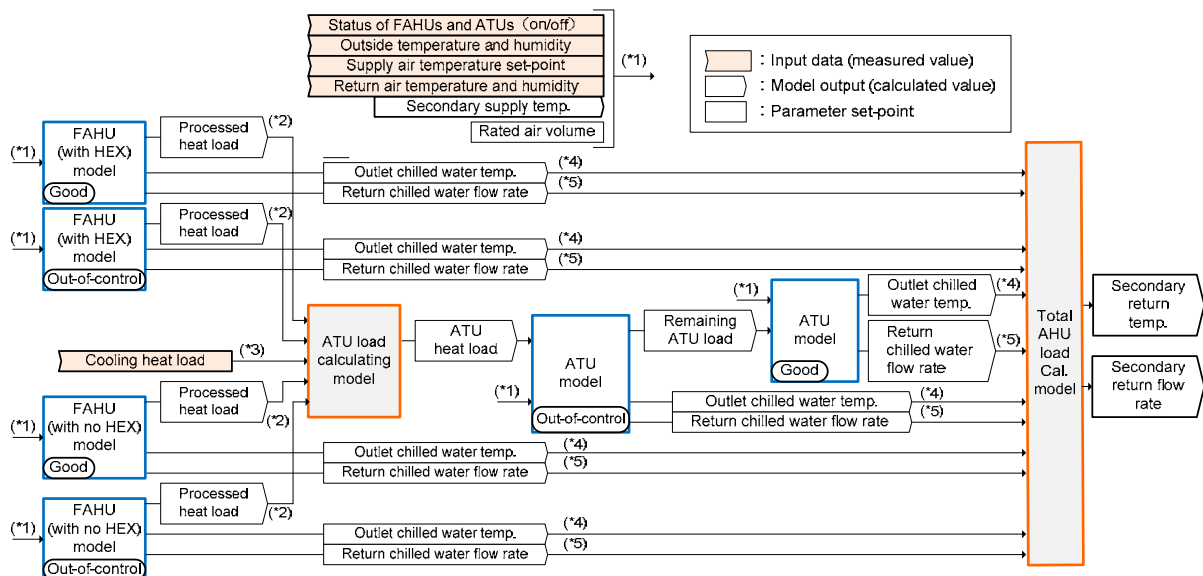 Status of FAHUs and ATUs（on/off）
Outside temperature and humidity
Supply air temperature set-point
Return air temperature and humidity
Secondary supply temp.
Rated air volume
(*1)
: Input data (measured value)
: Model output (calculated value)
: Parameter set-point
(*1)
FAHU
(with HEX)
model
Good
Processed
heat load
(*2)
Outlet chilled water temp.
(*4)
Return chilled water flow rate
(*5)
(*1)
FAHU
(with HEX)
model
Out-of-control
Processed
heat load
(*2)
Outlet chilled water temp.
(*4)
Return chilled water flow rate
(*5)
Cooling heat load
(*3)
ATU load
calculating
model
ATU
heat load
(*1)
ATU
model
Out-of-control
Remaining
ATU load
(*1)
ATU
model
Good
Outlet chilled
water temp.
(*4)
Return
chilled water
flow rate
(*5)
Outlet chilled water temp.
(*4)
Return chilled water flow rate
(*5)
(*1)
FAHU
(with no HEX)
model
Good
Processed
heat load
(*2)
Outlet chilled water temp.
(*4)
Return chilled water flow rate
(*5)
(*1)
FAHU
(with no HEX)
model
Out-of-control
Processed
heat load
(*2)
Outlet chilled water temp.
(*4)
Return chilled water flow rate
(*5)
Total
AHU
load
Cal.
model
Secondary
return
temp.
Secondary
return flow
rate